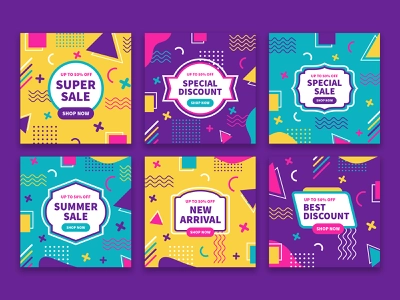 UP TO 50% OFF
SUPER
SALE
SHOP NOW
UP TO 50% OFF
SPECIAL
DISCOUNT
SHOP NOW
UP TO 50% OFF
SPECIAL
SALE
SHOP NOW
UP TO 50% OFF
SUMMER
SALE
SHOP NOW
UP TO 50% OFF
NEW
ARRIVAL
SHOP NOW
UP TO 50% OFF
BEST
DISCOUNT
SHOP NOW